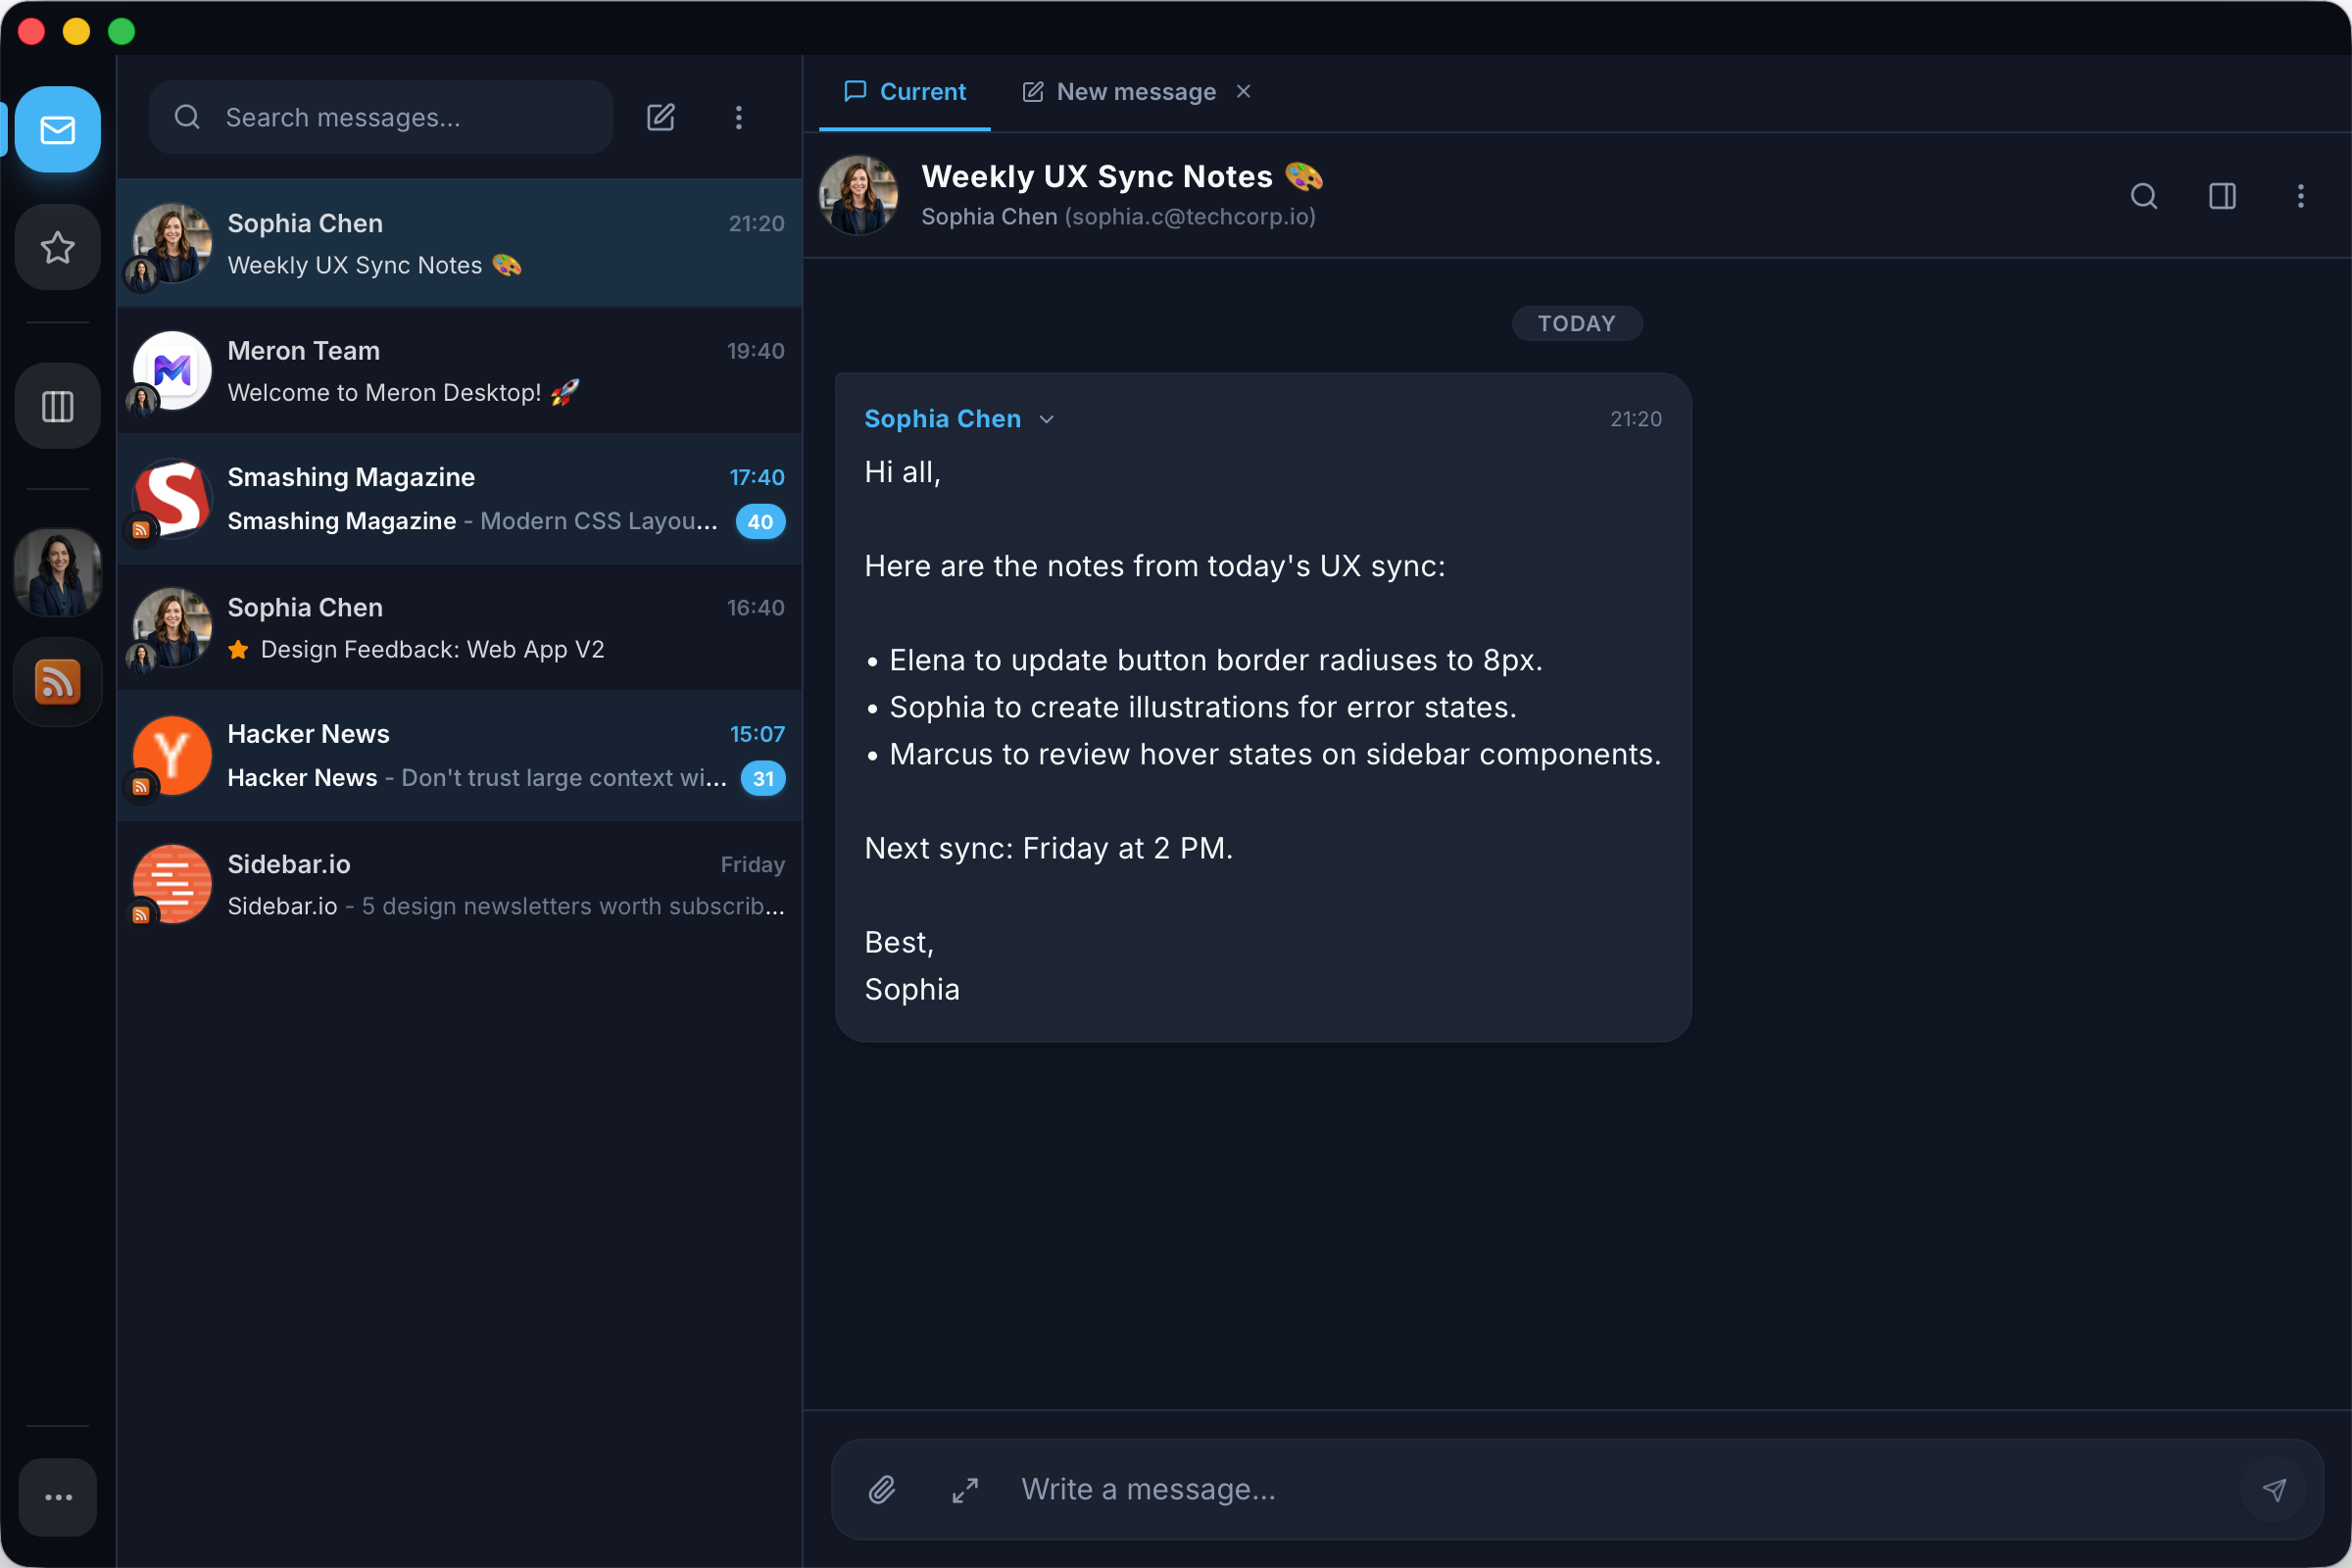 Search messages...
Sophia Chen 21:20
Weekly UX Sync Notes 🎨
Meron Team 19:40
Welcome to Meron Desktop! 🚀
Smashing Magazine 17:40
Smashing Magazine - Modern CSS Layou... 40
Sophia Chen 16:40
Design Feedback: Web App V2
Hacker News 15:07
Hacker News - Don't trust large context wi... 31
Sidebar.io Friday
Sidebar.io - 5 design newsletters worth subscrib...
Current New message
Weekly UX Sync Notes 🎨
Sophia Chen (sophia.c@techcorp.io)
TODAY
Sophia Chen 21:20
Hi all,
Here are the notes from today's UX sync:
• Elena to update button border radiuses to 8px.
• Sophia to create illustrations for error states.
• Marcus to review hover states on sidebar components.
Next sync: Friday at 2 PM.
Best,
Sophia
Write a message...